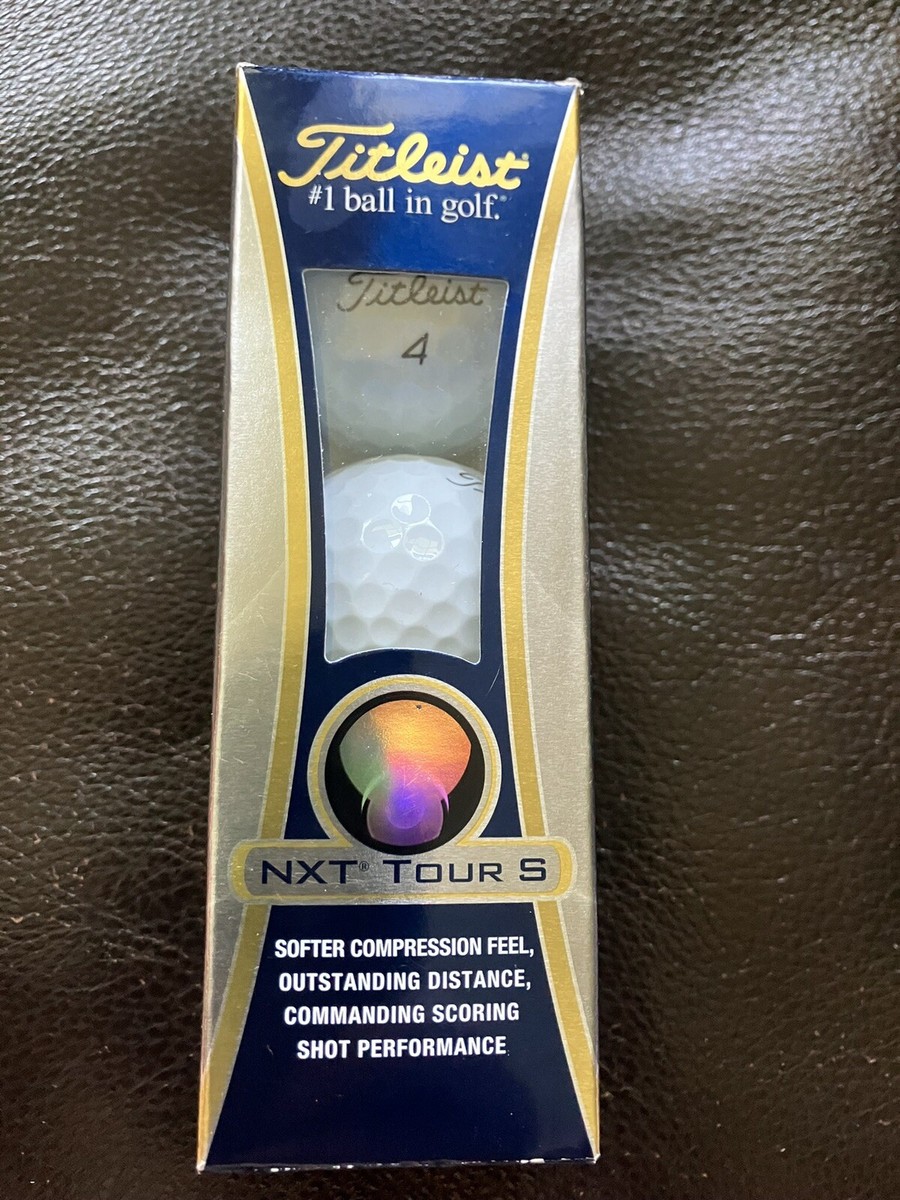 Titleist®
#1 ball in golf.®
Titleist
4
NXT® TOUR S
SOFTER COMPRESSION FEEL,
OUTSTANDING DISTANCE,
COMMANDING SCORING
SHOT PERFORMANCE